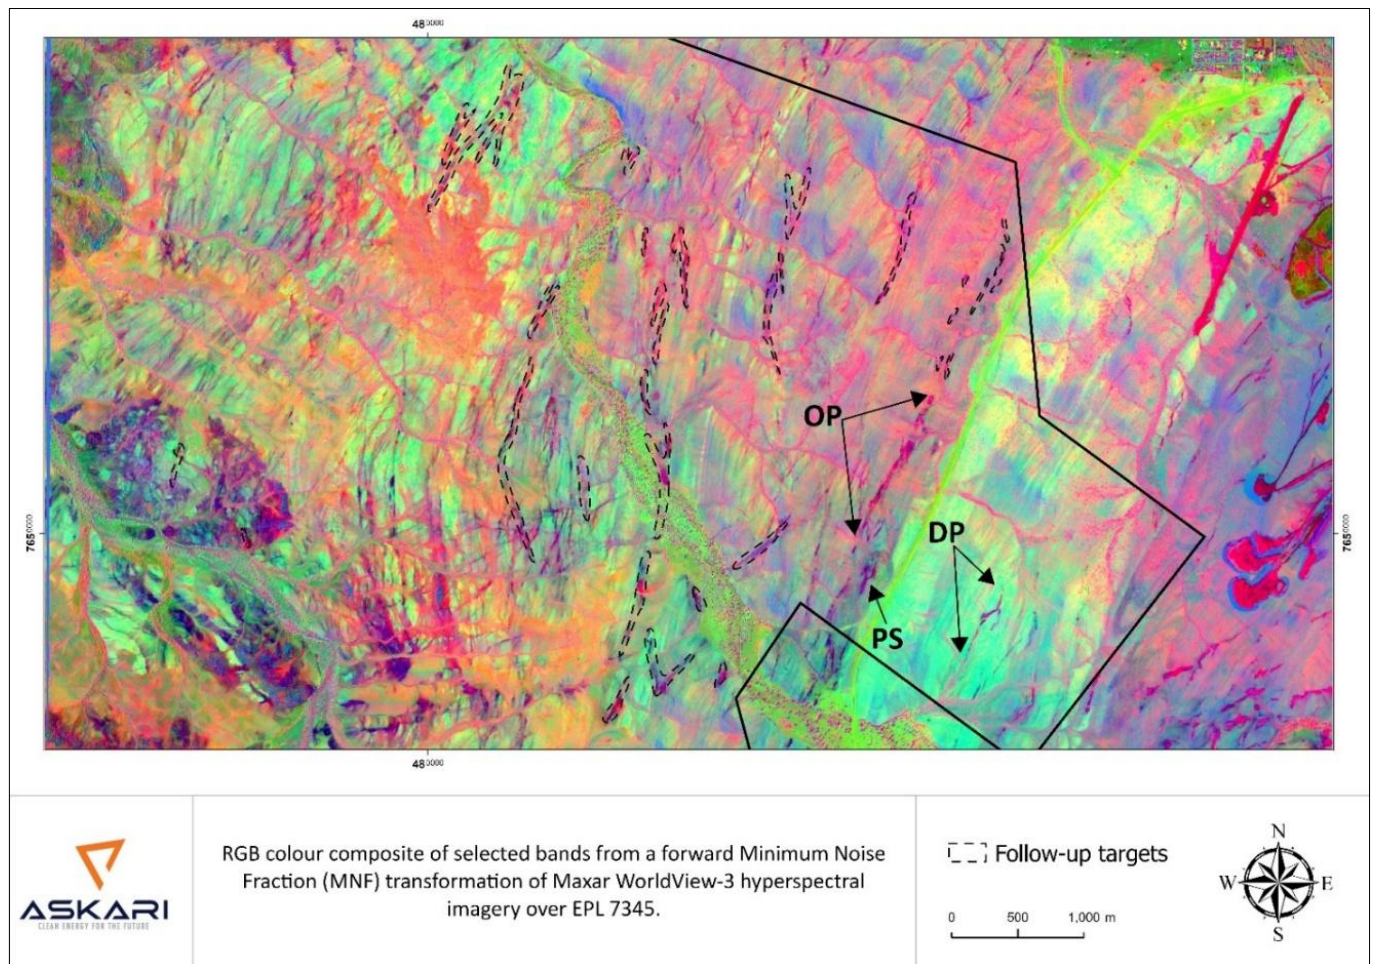 48⁰⁰⁰⁰
765⁰⁰⁰⁰
765⁰⁰⁰⁰
OP
DP
PS
48⁰⁰⁰⁰
ASKARI
CLEAN ENERGY FOR THE FUTURE
RGB colour composite of selected bands from a forward Minimum Noise
Fraction (MNF) transformation of Maxar WorldView-3 hyperspectral
imagery over EPL 7345.
Follow-up targets
0 500 1,000 m
N
W E
S